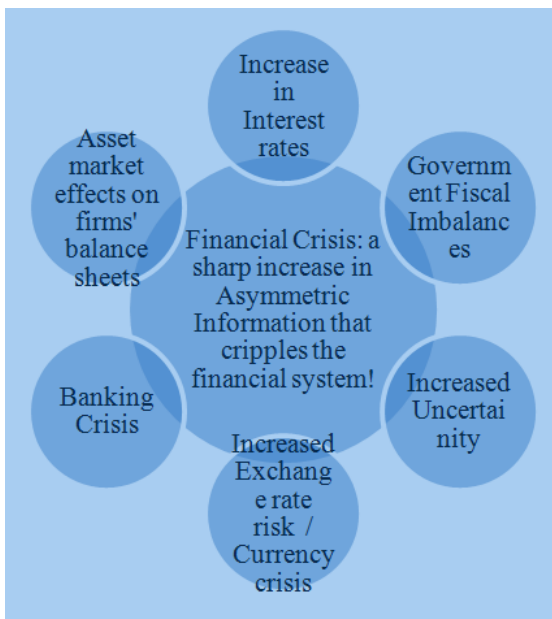 Increase
in
Interest
rates
Governm
ent Fiscal
Imbalanc
es
Increased
Uncertai
nity
Increased
Exchang
e rate
risk /
Currency
crisis
Banking
Crisis
Asset
market
effects on
firms'
balance
sheets
Financial Crisis: a
sharp increase in
Asymmetric
Information that
cripples the
financial system!